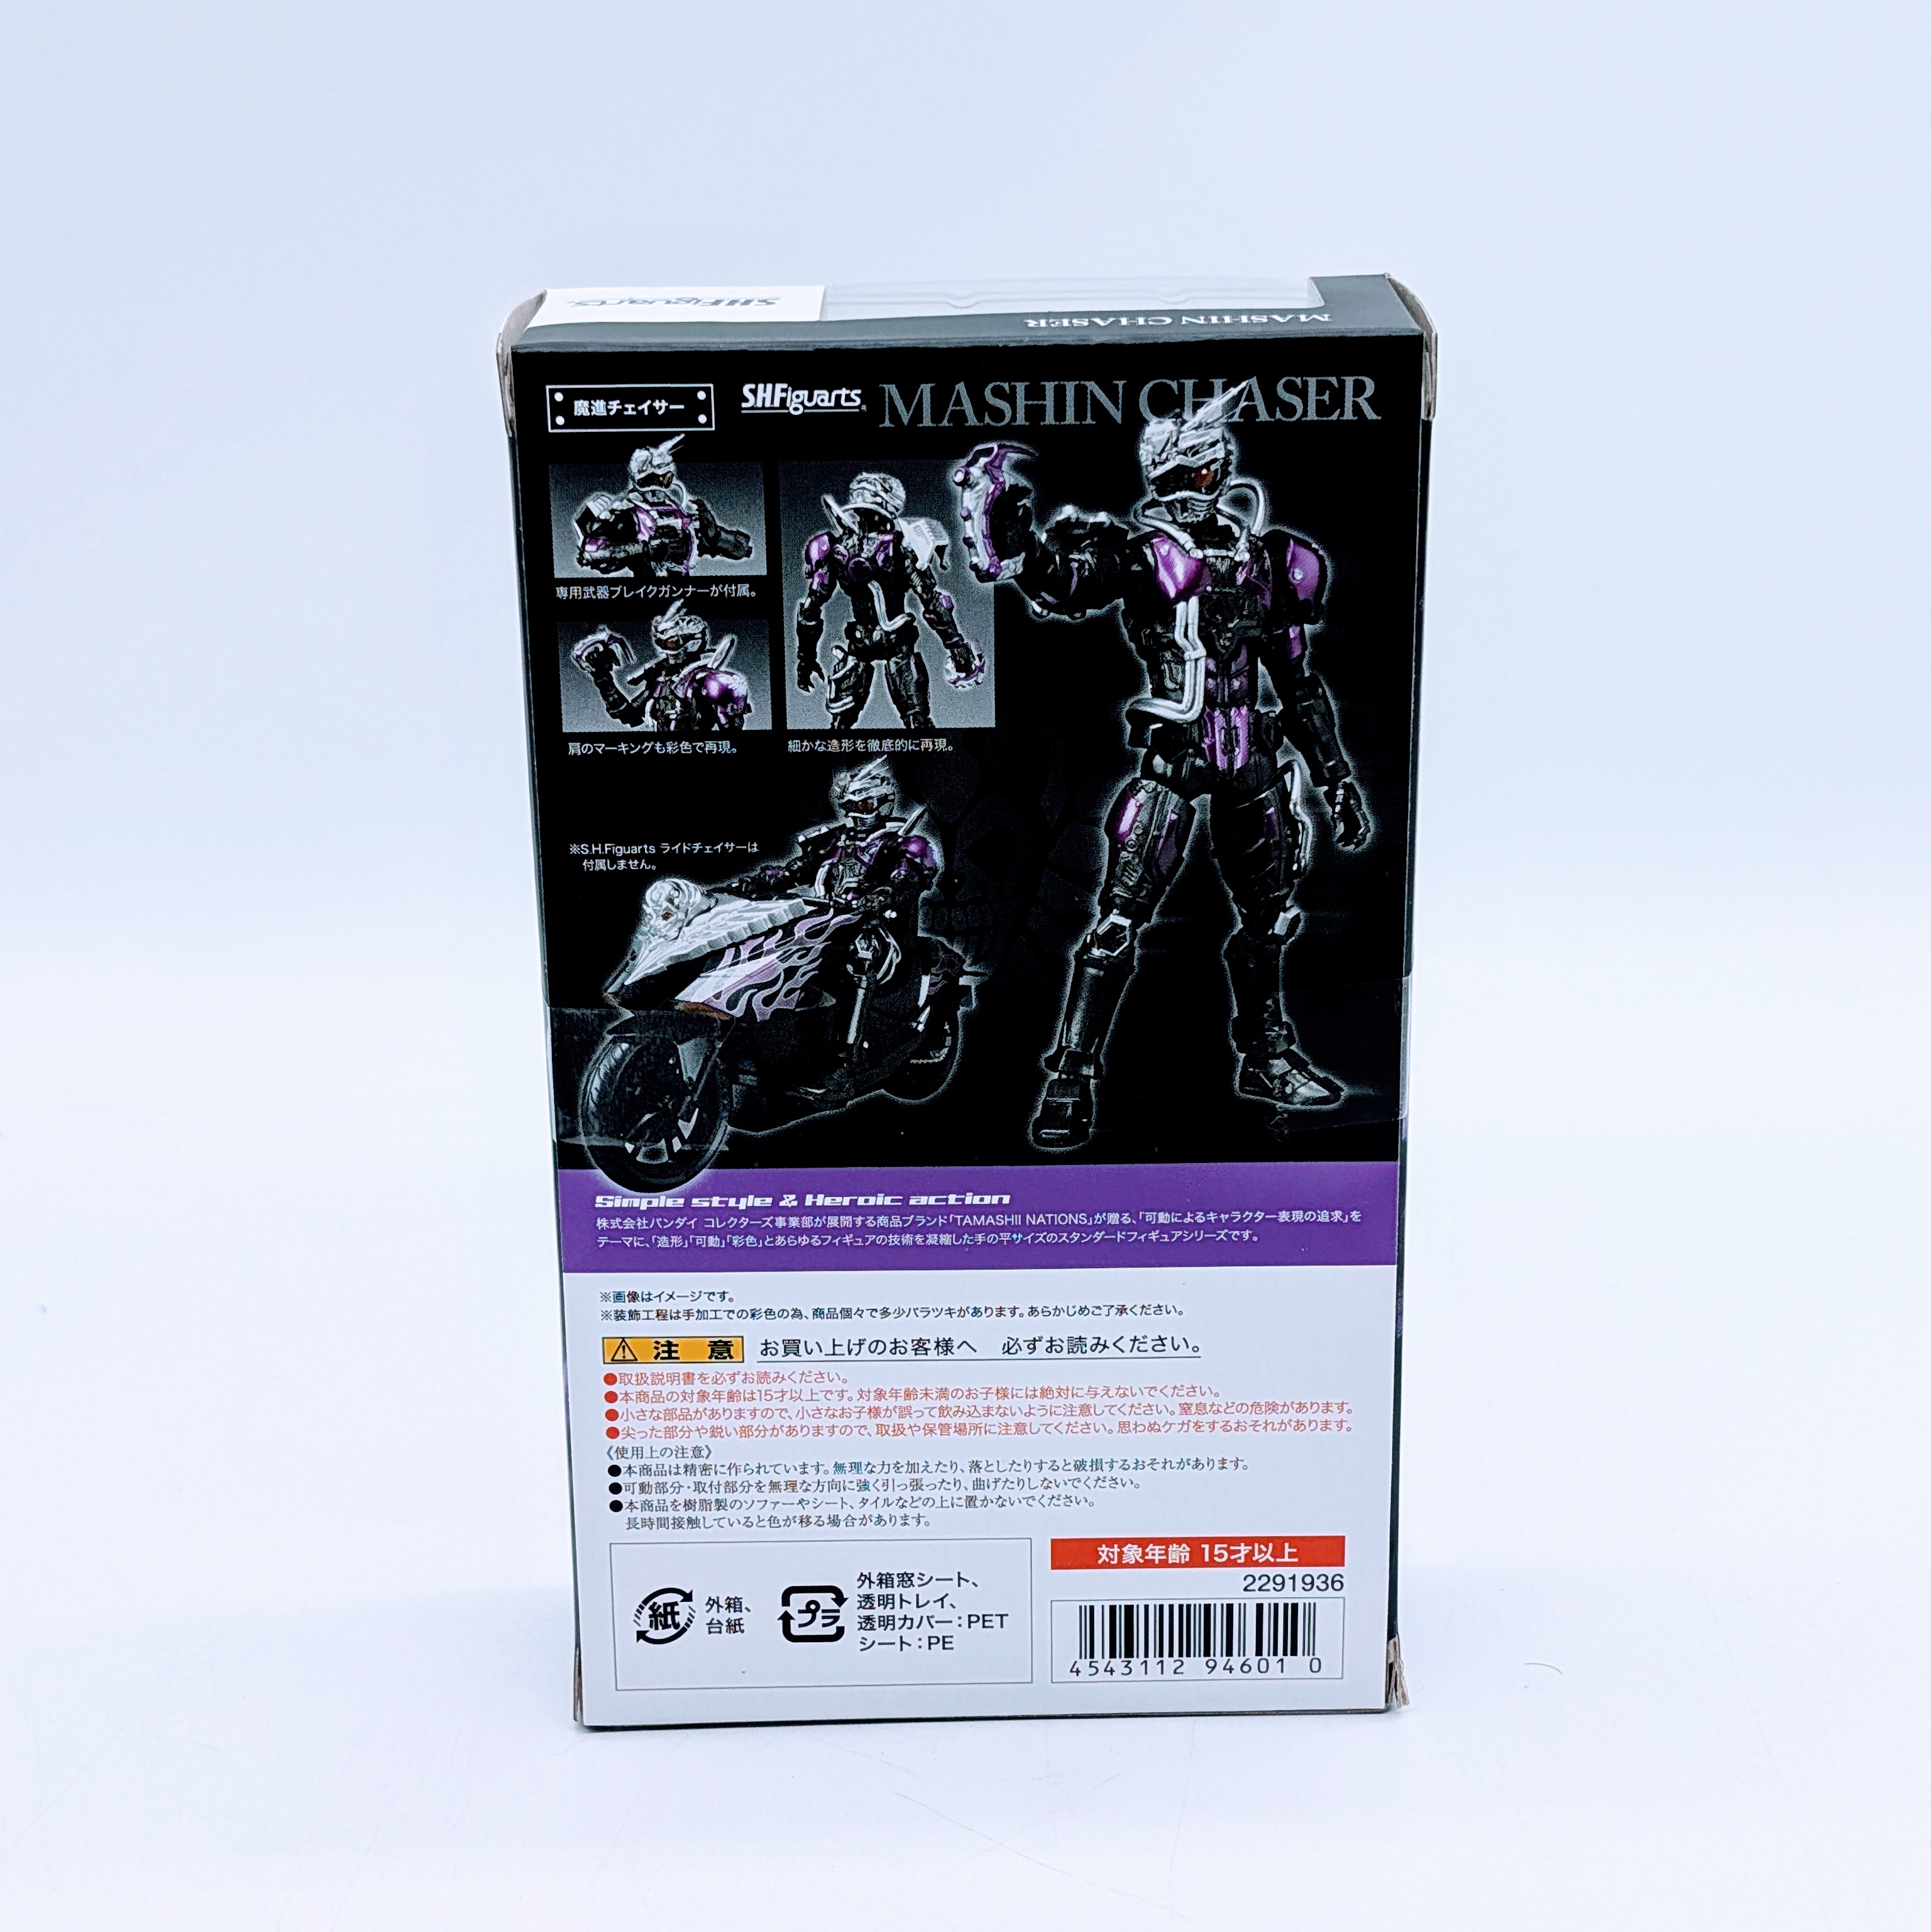 S.H.Figuarts
MASHIN CHASER
魔進チェイサー
S.H.Figuarts
MASHIN CHASER
専用武器ブレイクガンナーが付属。
肩のマーキングも彩色で再現。
細かな造形を徹底的に再現。
※S.H.Figuarts ライドチェイサーは
付属しません。
Simple style & Heroic action
株式会社バンダイ コレクターズ事業部が展開する商品ブランド「TAMASHII NATIONS」が贈る、「可動によるキャラクター表現の追求」を
テーマに、「造形」「可動」「彩色」とあらゆるフィギュアの技術を凝縮した手の平サイズのスタンダードフィギュアシリーズです。
※画像はイメージです。
※装飾工程は手加工での彩色の為、商品個々で多少バラツキがあります。あらかじめご了承ください。
注 意 お買い上げのお客様へ 必ずお読みください。
●取扱説明書を必ずお読みください。
●本商品の対象年齢は15才以上です。対象年齢未満のお子様には絶対に与えないでください。
●小さな部品がありますので、小さなお子様が誤って飲み込まないように注意してください。窒息などの危険があります。
●尖った部分や鋭い部分がありますので、取扱や保管場所に注意してください。思わぬケガをするおそれがあります。
《使用上の注意》
●本商品は精密に作られています。無理な力を加えたり、落としたりすると破損するおそれがあります。
●可動部分・取付部分を無理な方向に強く引っ張ったり、曲げたりしないでください。
●本商品を樹脂製のソファーやシート、タイルなどの上に置かないでください。
長時間接触していると色が移る場合があります。
紙
外箱、
台紙
プラ
外箱窓シート、
透明トレイ、
透明カバー：PET
シート：PE
対象年齢 15才以上
2291936
4543112 94601 0